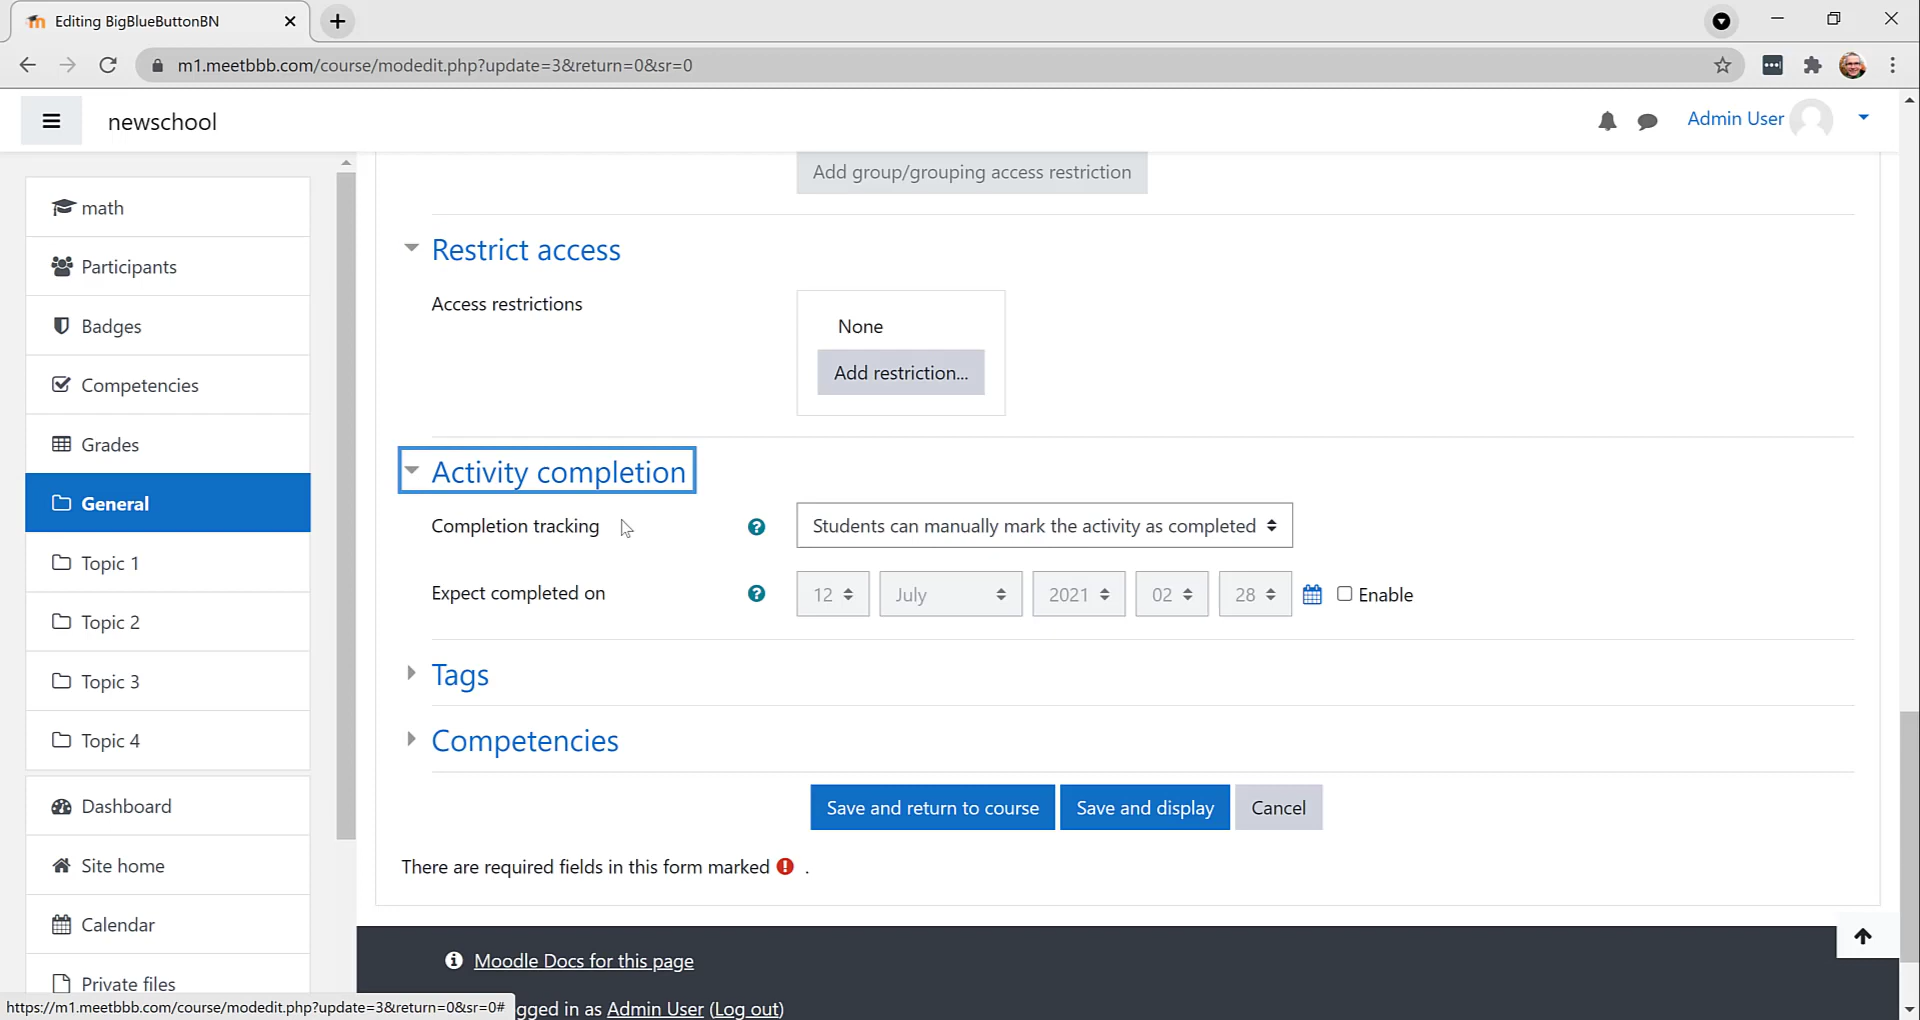 Editing BigBlueButtonBN
m1.meetbbb.com/course/modedit.php?update=3&return=0&sr=0
newschool
Admin User
math
Participants
Badges
Competencies
Grades
General
Topic 1
Topic 2
Topic 3
Topic 4
Dashboard
Site home
Calendar
Private files
Add group/grouping access restriction
Restrict access
Access restrictions
None
Add restriction...
Activity completion
Completion tracking ? Students can manually mark the activity as completed
Expect completed on ? 12 July 2021 02 28 Enable
Tags
Competencies
Save and return to course Save and display Cancel
There are required fields in this form marked ! .
Moodle Docs for this page
gged in as Admin User (Log out)
https://m1.meetbbb.com/course/modedit.php?update=3&return=0&sr=0#